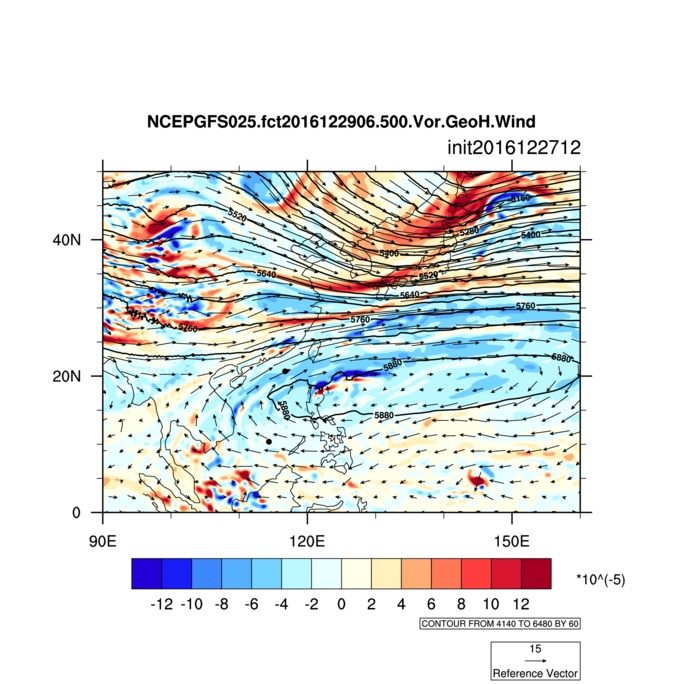 NCEPGFS025.fct2016122906.500.Vor.GeoH.Wind
init2016122712
5160
5520
5280
5400
40N
5400
5520
5640
5640
5760
5760
5760
5880
5880
20N
5880
5880
0
90E 120E 150E
-12 -10 -8 -6 -4 -2 0 2 4 6 8 10 12
*10^(-5)
CONTOUR FROM 4140 TO 6480 BY 60
15
Reference Vector